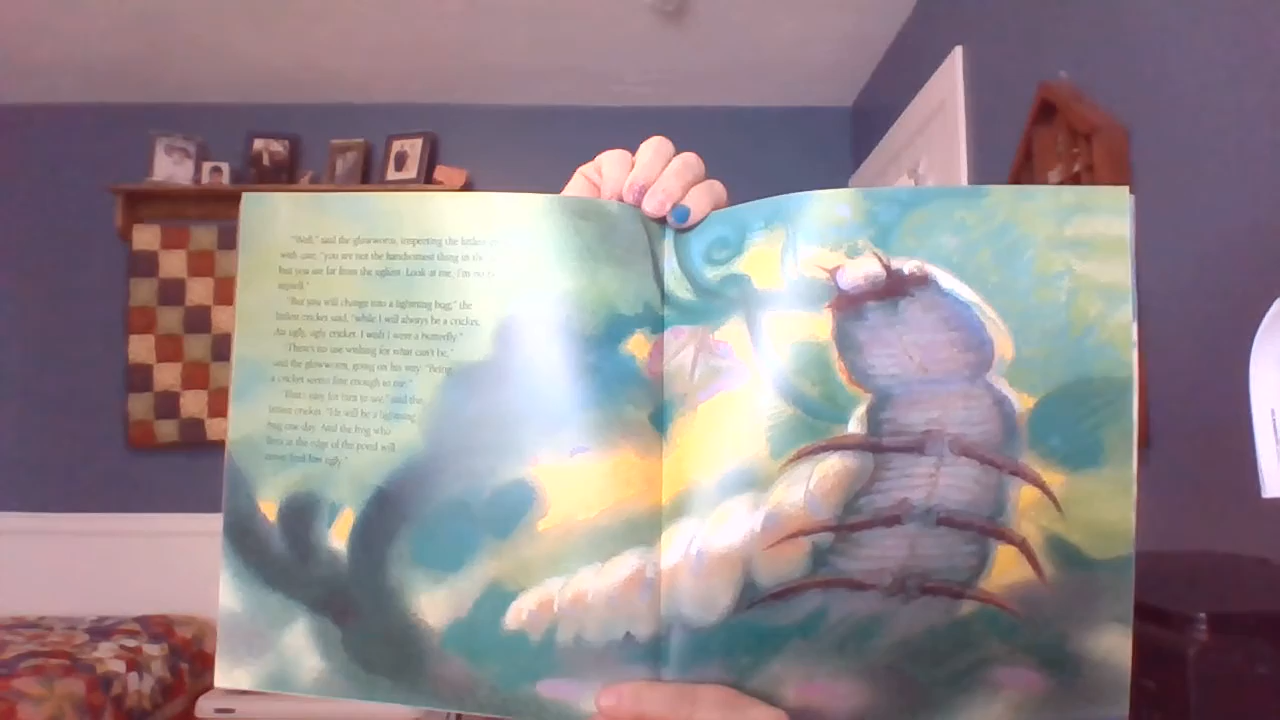 "Well," said the glowworm, inspecting the littlest
with care, "you are not the handsomest thing in the
but you are far from the ugliest. Look at me. I'm no
myself."
"But you will change into a lightning bug," the
littlest cricket said, "while I will always be a cricket.
An ugly, ugly cricket. I wish I were a butterfly."
"There's no use wishing for what can't be,"
said the glowworm, going on his way. "Being
a cricket seems fine enough to me."
"That's easy for him to say," said the
littlest cricket. "He will be a lightning
bug one day. And the frog who
lives at the edge of the pond will
never find him ugly."